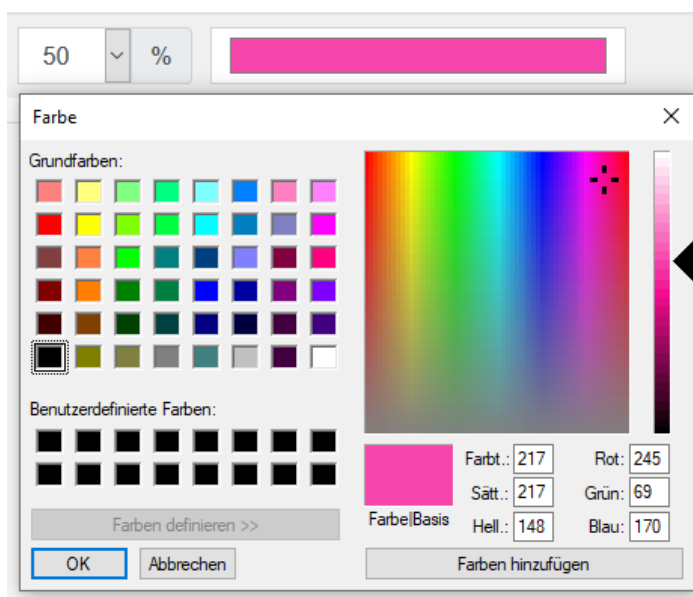 50 %
Farbe
Grundfarben:
Benutzerdefinierte Farben:
Farben definieren >>
OK Abbrechen
Farbe|Basis
Farbt.: 217 Rot: 245
Sätt.: 217 Grün: 69
Hell.: 148 Blau: 170
Farben hinzufügen